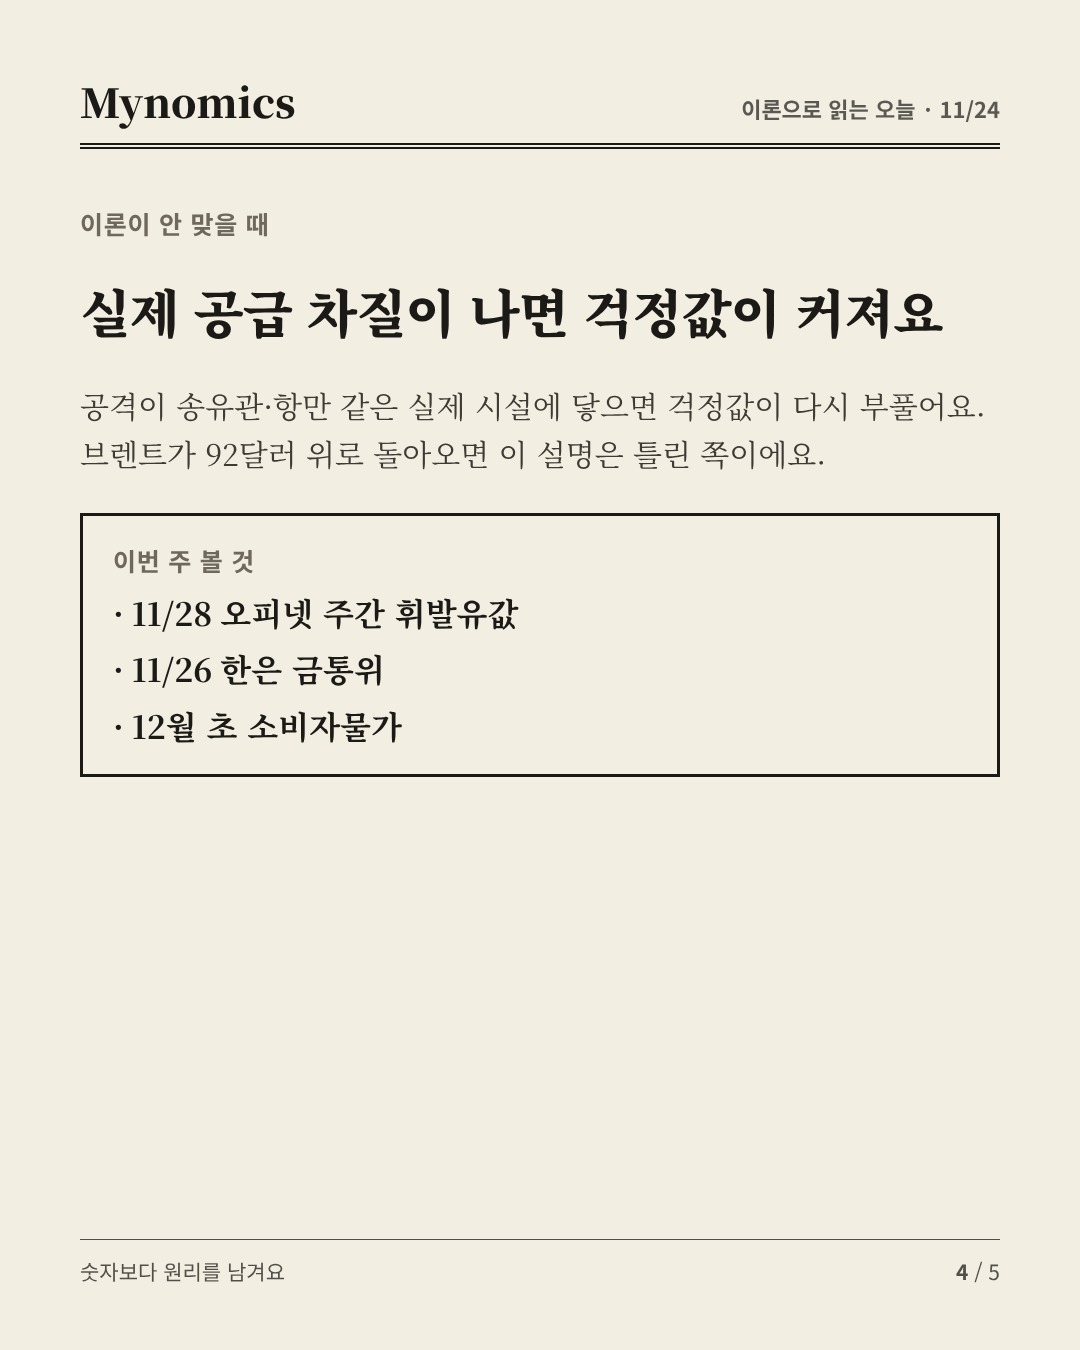 Mynomics
이론으로 읽는 오늘 · 11/24
이론이 안 맞을 때
실제 공급 차질이 나면 걱정값이 커져요
공격이 송유관·항만 같은 실제 시설에 닿으면 걱정값이 다시 부풀어요.
브렌트가 92달러 위로 돌아오면 이 설명은 틀린 쪽이에요.
이번 주 볼 것
· 11/28 오피넷 주간 휘발유값
· 11/26 한은 금통위
· 12월 초 소비자물가
숫자보다 원리를 남겨요
4 / 5